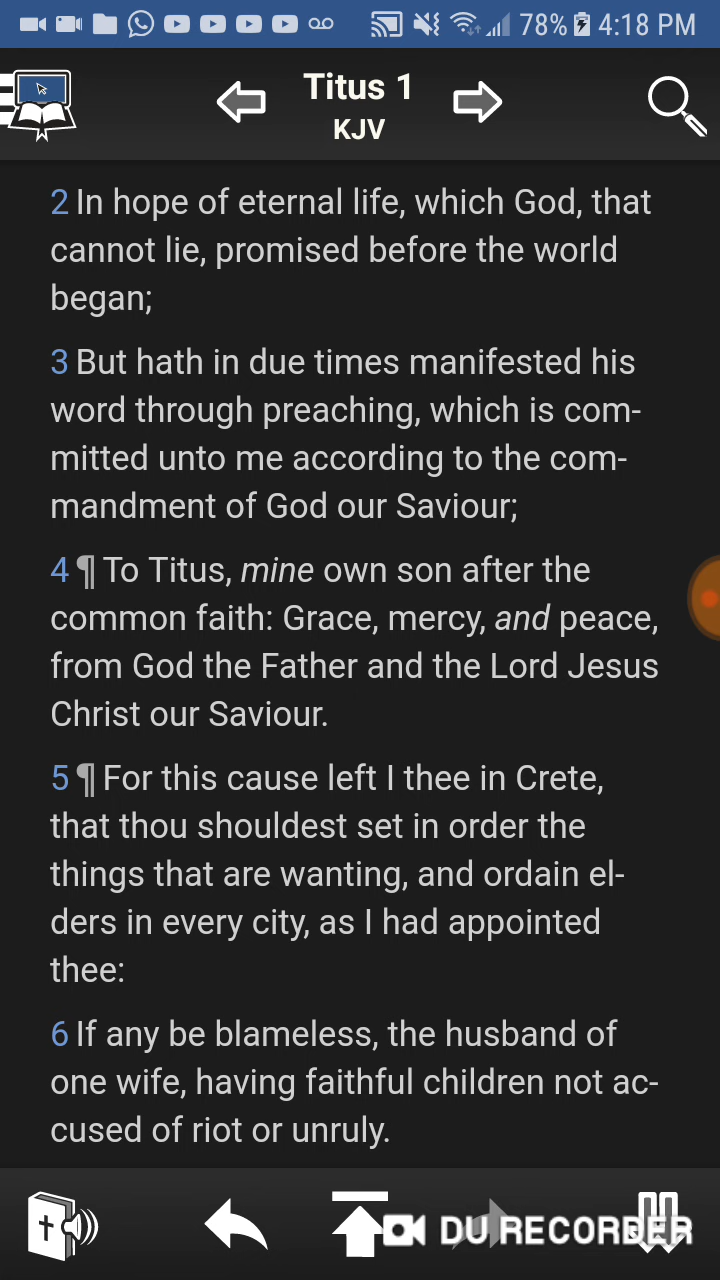 78% 4:18 PM
Titus 1
KJV
2 In hope of eternal life, which God, that
cannot lie, promised before the world
began;
3 But hath in due times manifested his
word through preaching, which is com-
mitted unto me according to the com-
mandment of God our Saviour;
4 ¶ To Titus, mine own son after the
common faith: Grace, mercy, and peace,
from God the Father and the Lord Jesus
Christ our Saviour.
5 ¶ For this cause left I thee in Crete,
that thou shouldest set in order the
things that are wanting, and ordain el-
ders in every city, as I had appointed
thee:
6 If any be blameless, the husband of
one wife, having faithful children not ac-
cused of riot or unruly.
DU RECORDER